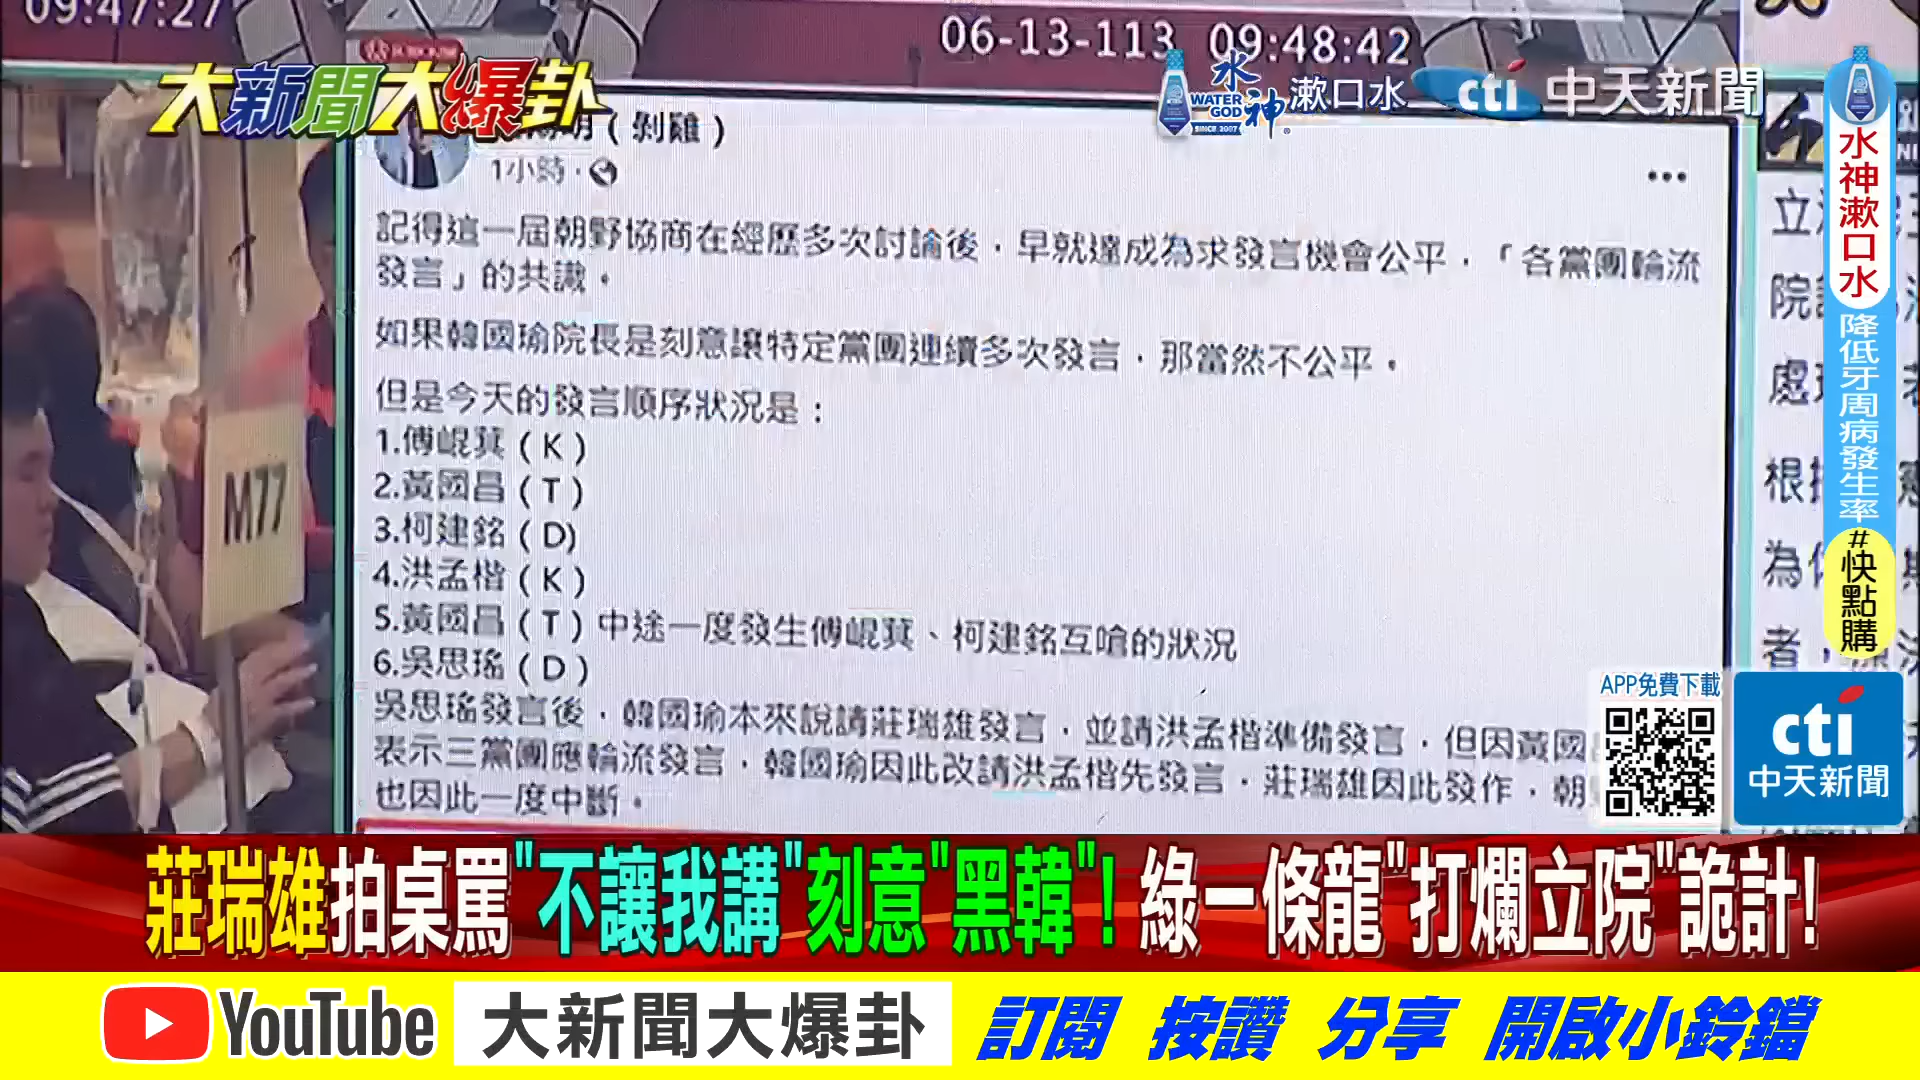 09:47:27
06-13-113 09:48:42
大新聞大爆卦
水神
WATER GOD
SINCE 2007
漱口水
cti 中天新聞
（剝雞）
1小時
記得這一屆朝野協商在經歷多次討論後，早就達成為求發言機會公平，「各黨團輪流
發言」的共識。
如果韓國瑜院長是刻意讓特定黨團連續多次發言，那當然不公平。
但是今天的發言順序狀況是：
1.傅崐萁（K）
2.黃國昌（T）
3.柯建銘（D)
4.洪孟楷（K）
5.黃國昌（T）中途一度發生傅崐萁、柯建銘互嗆的狀況
6.吳思瑤（D）
吳思瑤發言後，韓國瑜本來說請莊瑞雄發言，並請洪孟楷準備發言，但因黃國
表示三黨團應輪流發言，韓國瑜因此改請洪孟楷先發言，莊瑞雄因此發作，朝
也因此一度中斷。
M77
立
院
處
根
為
者，
水神漱口水
降低牙周病發生率
#快點購
APP免費下載
cti
中天新聞
莊瑞雄拍桌罵"不讓我講"刻意"黑韓"! 綠一條龍"打爛立院"詭計!
YouTube 大新聞大爆卦 訂閱 按讚 分享 開啟小鈴鐺